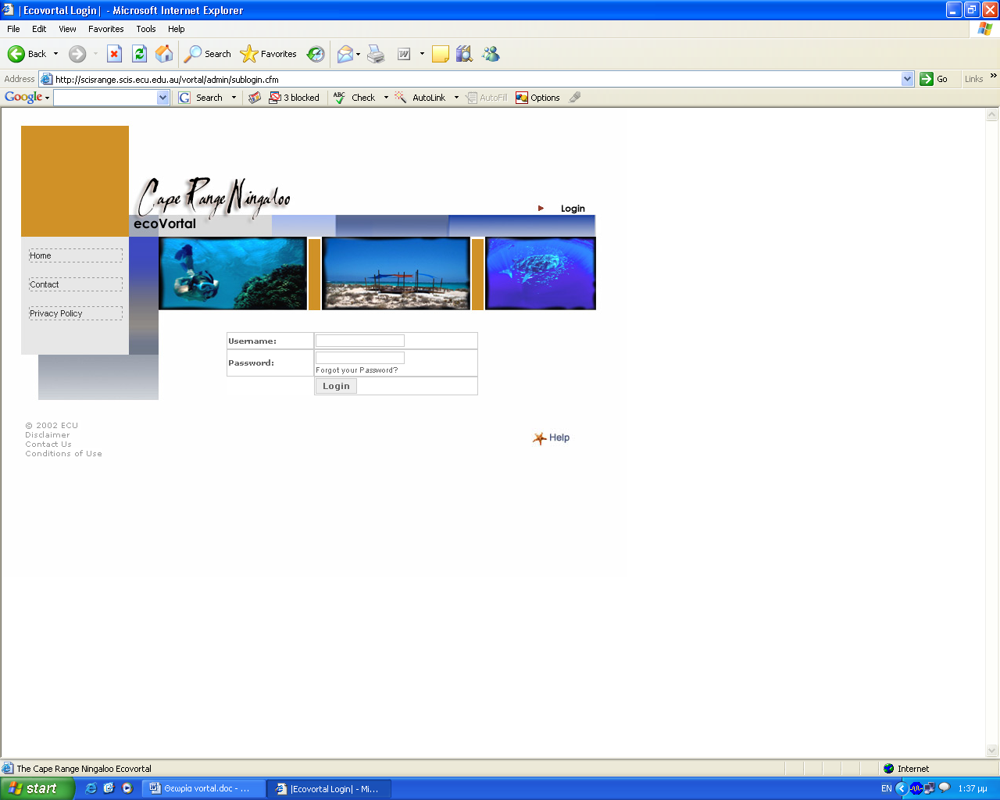 |Ecovortal Login| - Microsoft Internet Explorer
File Edit View Favorites Tools Help
Back Search Favorites
Address http://scisrange.scis.ecu.edu.au/vortal/admin/sublogin.cfm Go Links »
Google Search 3 blocked ABC Check AutoLink AutoFill Options
Cape Range Ningaloo
Login
ecoVortal
Home
Contact
Privacy Policy
Username:
Password:
Forgot your Password?
Login
© 2002 ECU
Disclaimer
Contact Us
Conditions of Use
Help
The Cape Range Ningaloo Ecovortal Internet
start Θεωρία vortal.doc - ... |Ecovortal Login| - Mi... EN 1:37 μμ